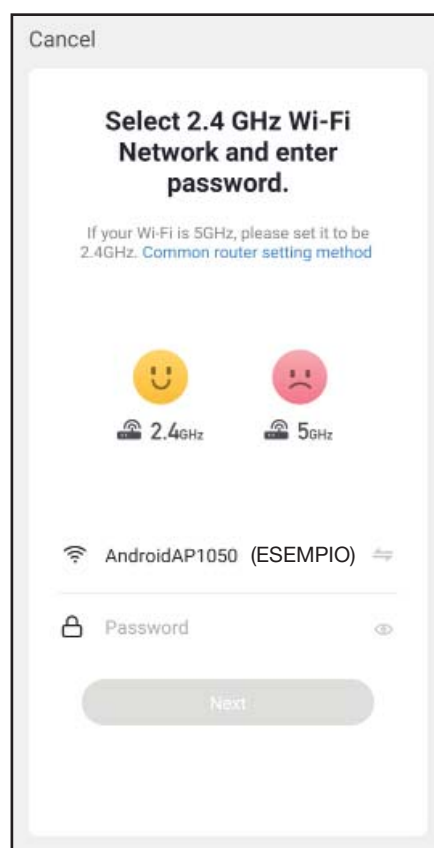 Cancel
Select 2.4 GHz Wi-Fi
Network and enter
password.
If your Wi-Fi is 5GHz, please set it to be
2.4GHz. Common router setting method
2.4GHz 5GHz
AndroidAP1050 (ESEMPIO)
Password
Next